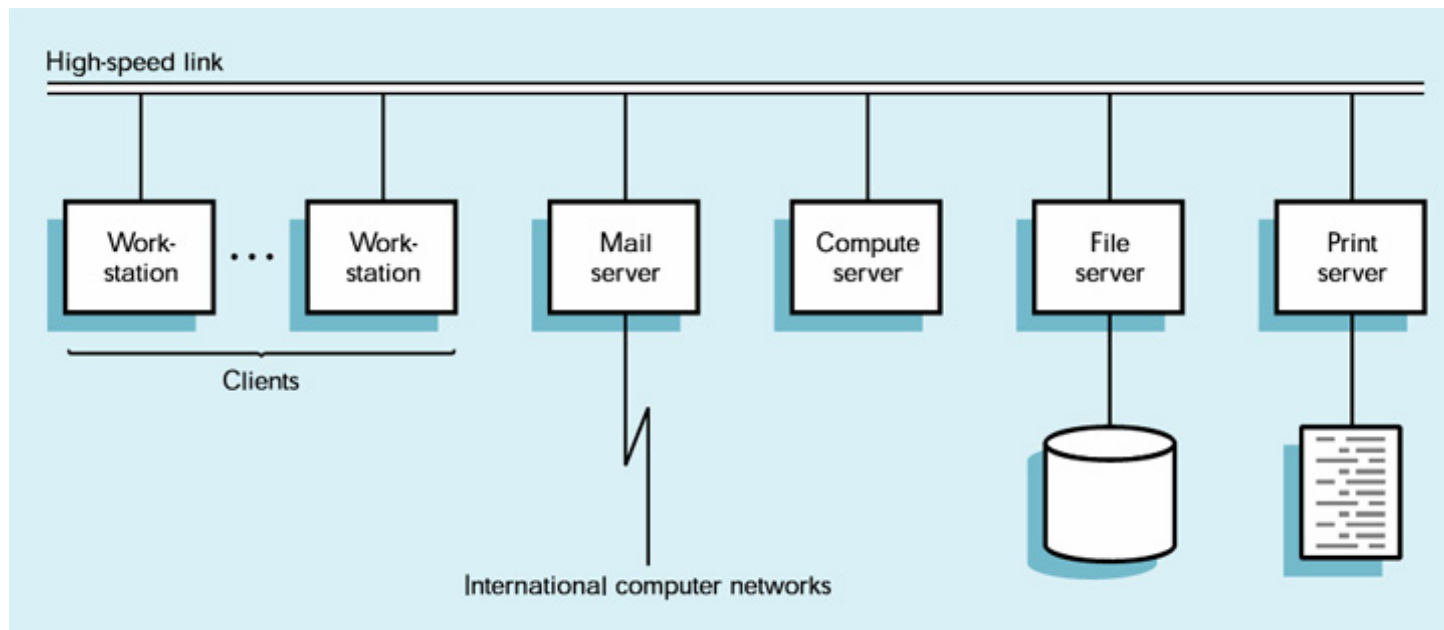 High-speed link
Work-
station
...
Work-
station
Mail
server
Compute
server
File
server
Print
server
Clients
International computer networks